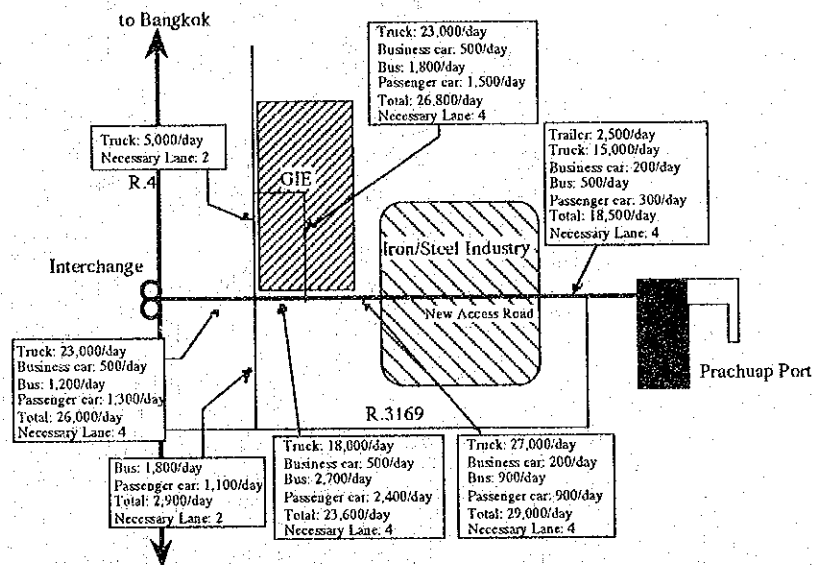 to Bangkok
Truck: 23,000/day
Business car: 500/day
Bus: 1,800/day
Passenger car: 1,500/day
Total: 26,800/day
Necessary Lane: 4
Truck: 5,000/day
Necessary Lane: 2
R.4
GIE
Trailer: 2,500/day
Truck: 15,000/day
Business car: 200/day
Bus: 500/day
Passenger car: 300/day
Total: 18,500/day
Necessary Lane: 4
Interchange
Iron/Steel Industry
New Access Road
Prachuap Port
Truck: 23,000/day
Business car: 500/day
Bus: 1,200/day
Passenger car: 1,300/day
Total: 26,000/day
Necessary Lane: 4
R.3169
Bus: 1,800/day
Passenger car: 1,100/day
Total: 2,900/day
Necessary Lane: 2
Truck: 18,000/day
Business car: 500/day
Bus: 2,700/day
Passenger car: 2,400/day
Total: 23,600/day
Necessary Lane: 4
Truck: 27,000/day
Business car: 200/day
Bus: 900/day
Passenger car: 900/day
Total: 29,000/day
Necessary Lane: 4